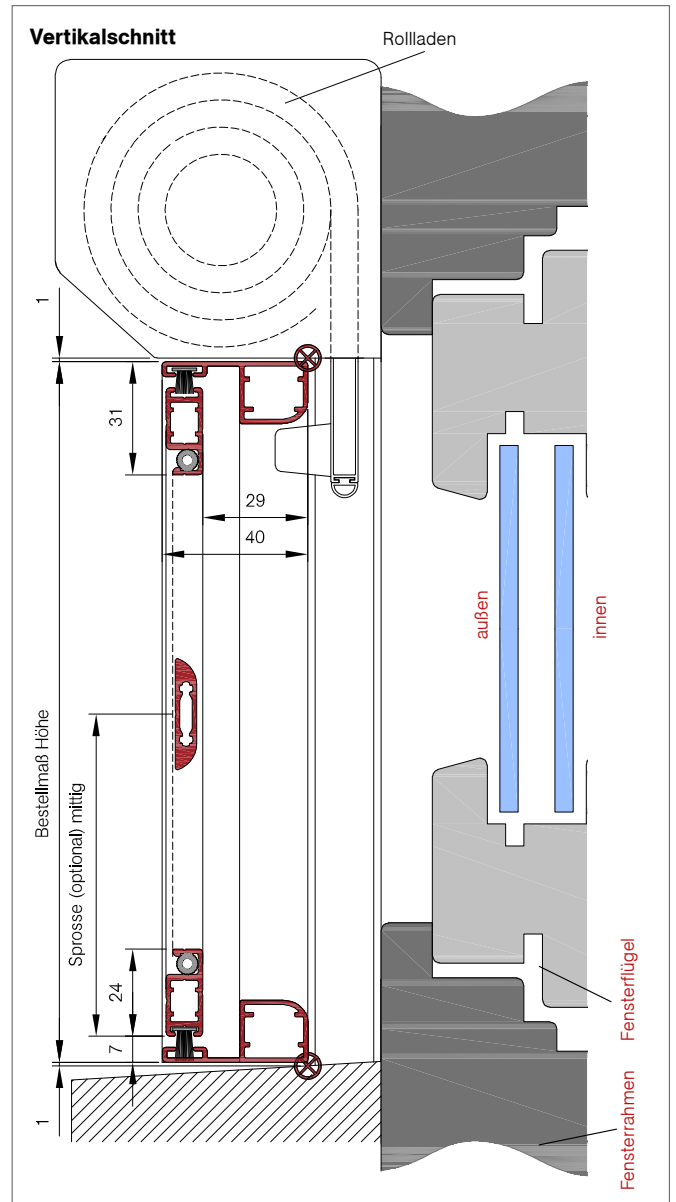 Vertikalschnitt
Rollladen
1
31
29
40
außen
innen
Bestellmaß Höhe
Sprosse (optional) mittig
24
7
1
Fensterflügel
Fensterrahmen